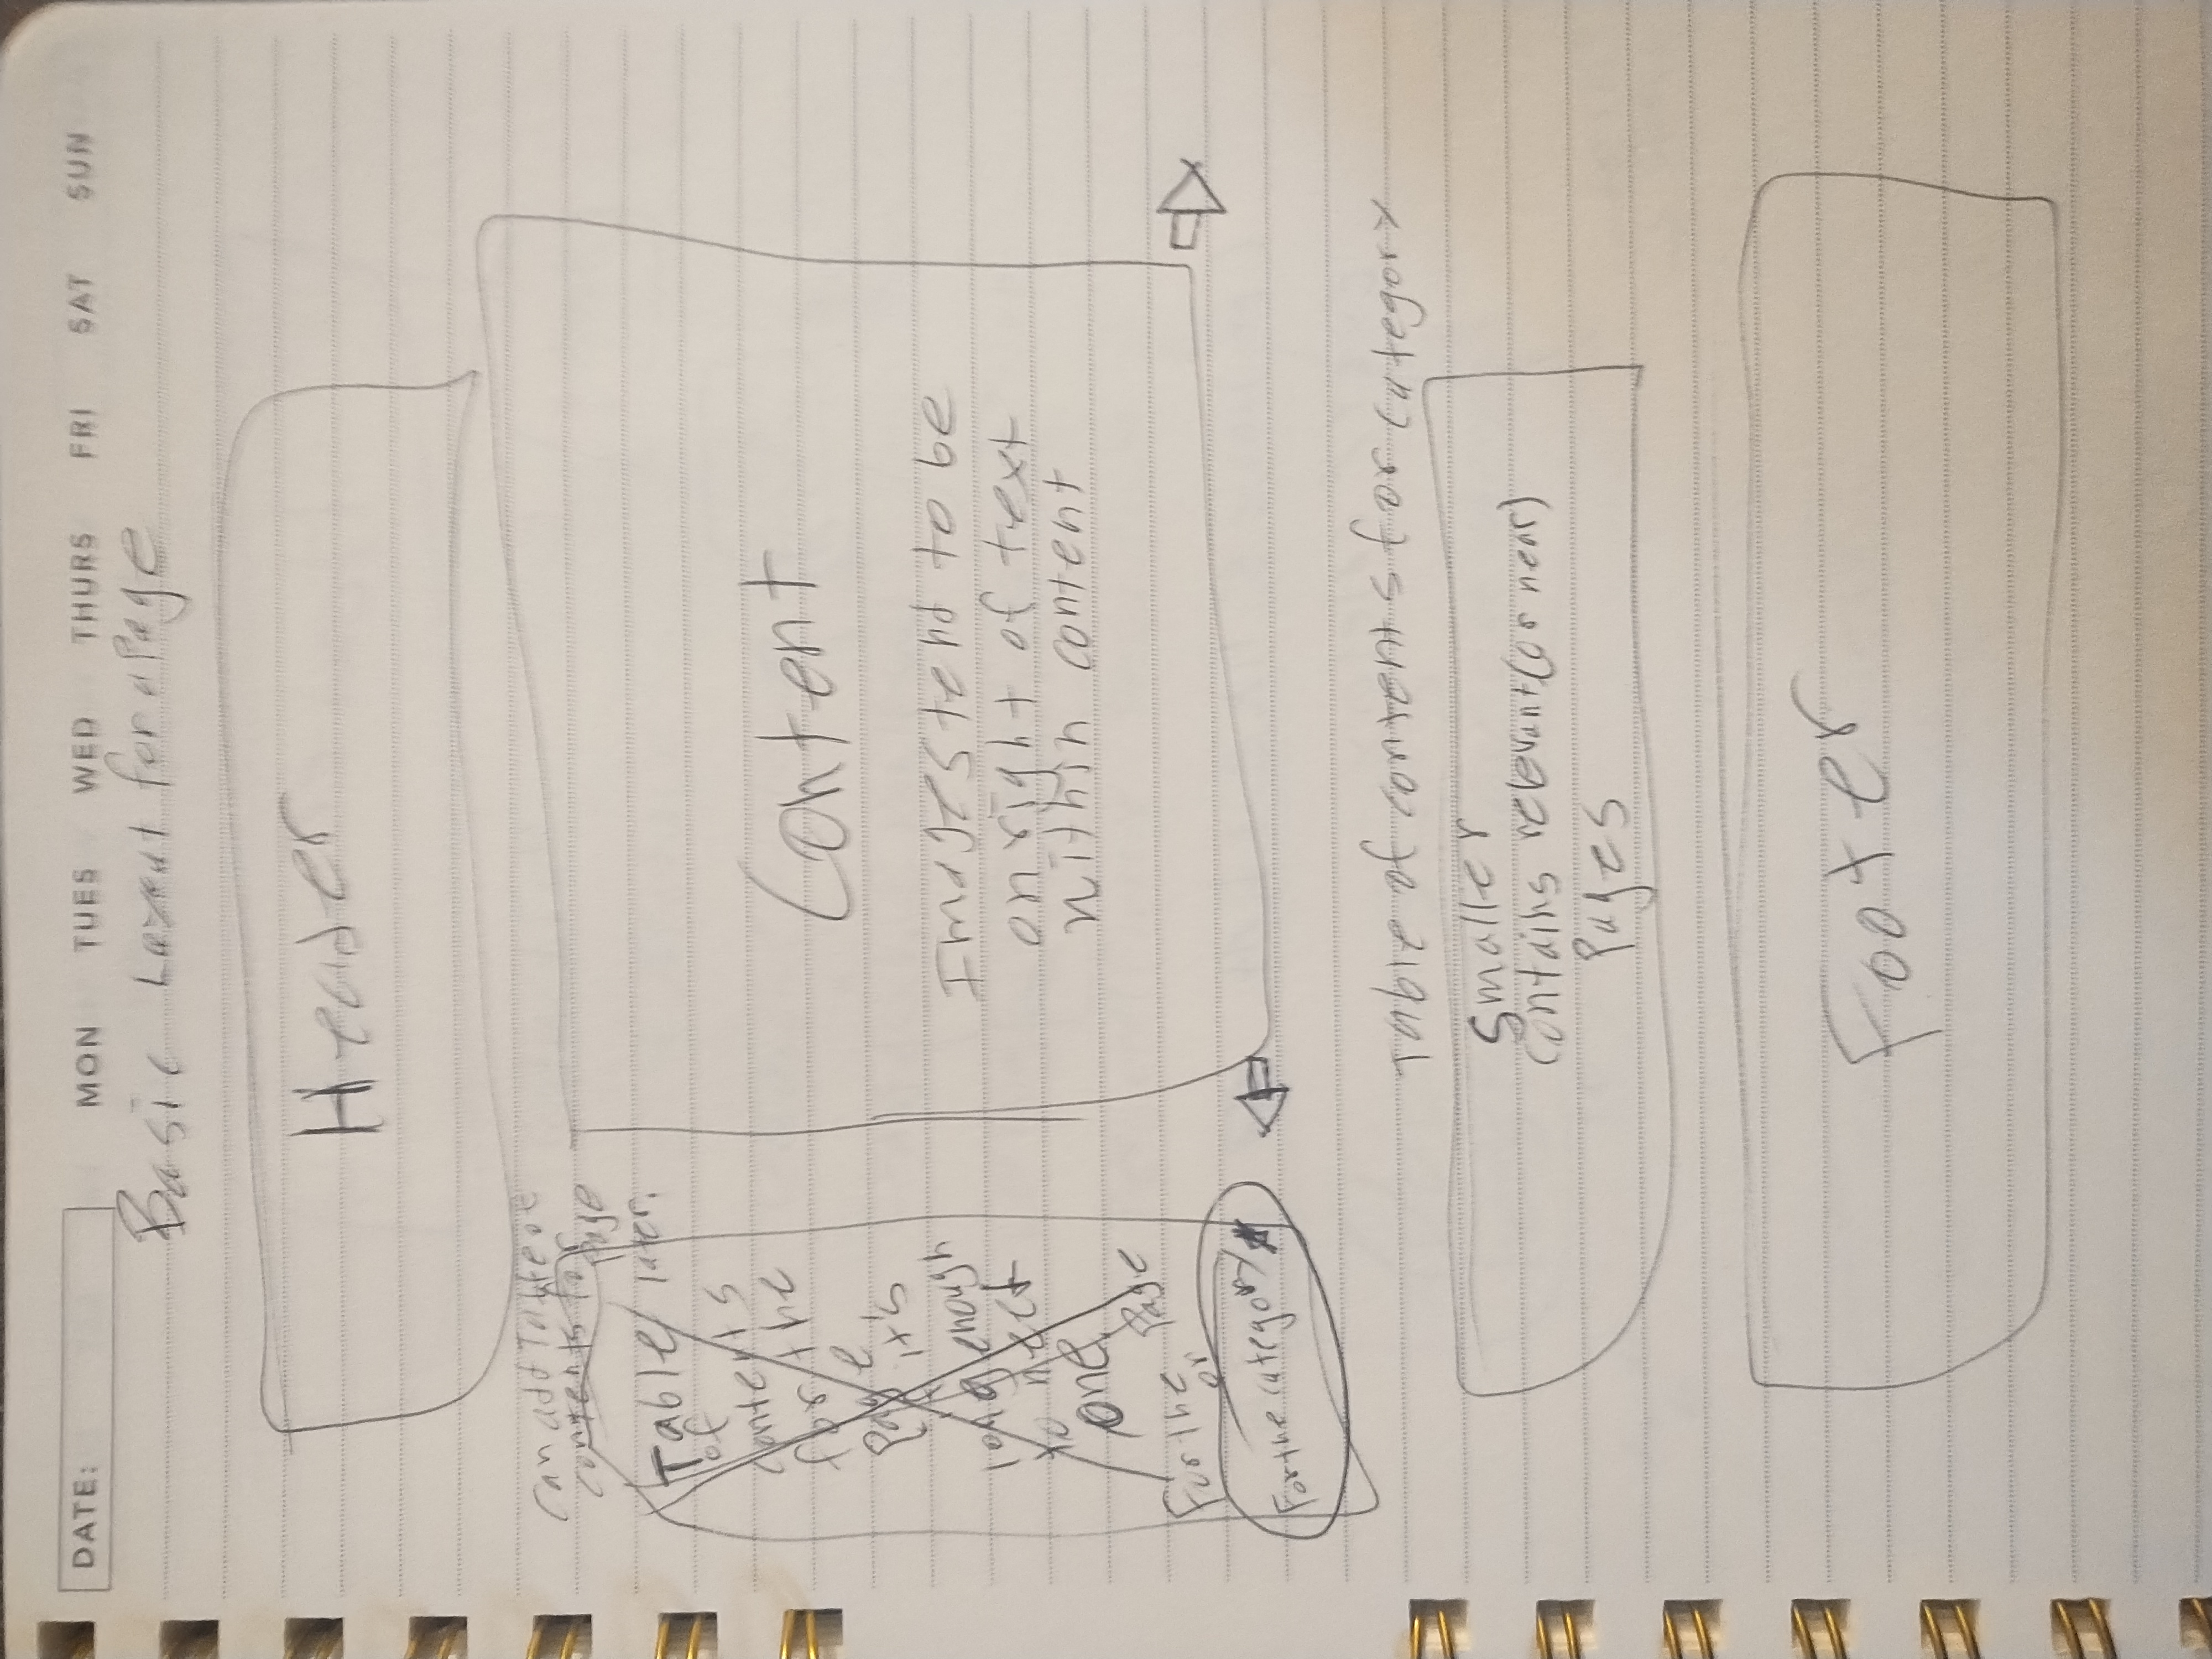 DATE:
MON TUES WED THURS FRI SAT SUN
Basic Layout for a Page
Header
Can add Table of
contents for
Page
later.
Table
of
contents
for the
Page
if it's
long enough
to need
one.
For the Page
or
For the category
Content
Images tend to be
on right of text
within content
Table of contents for category
Smaller
contains relevant (or near)
Pages
Footer